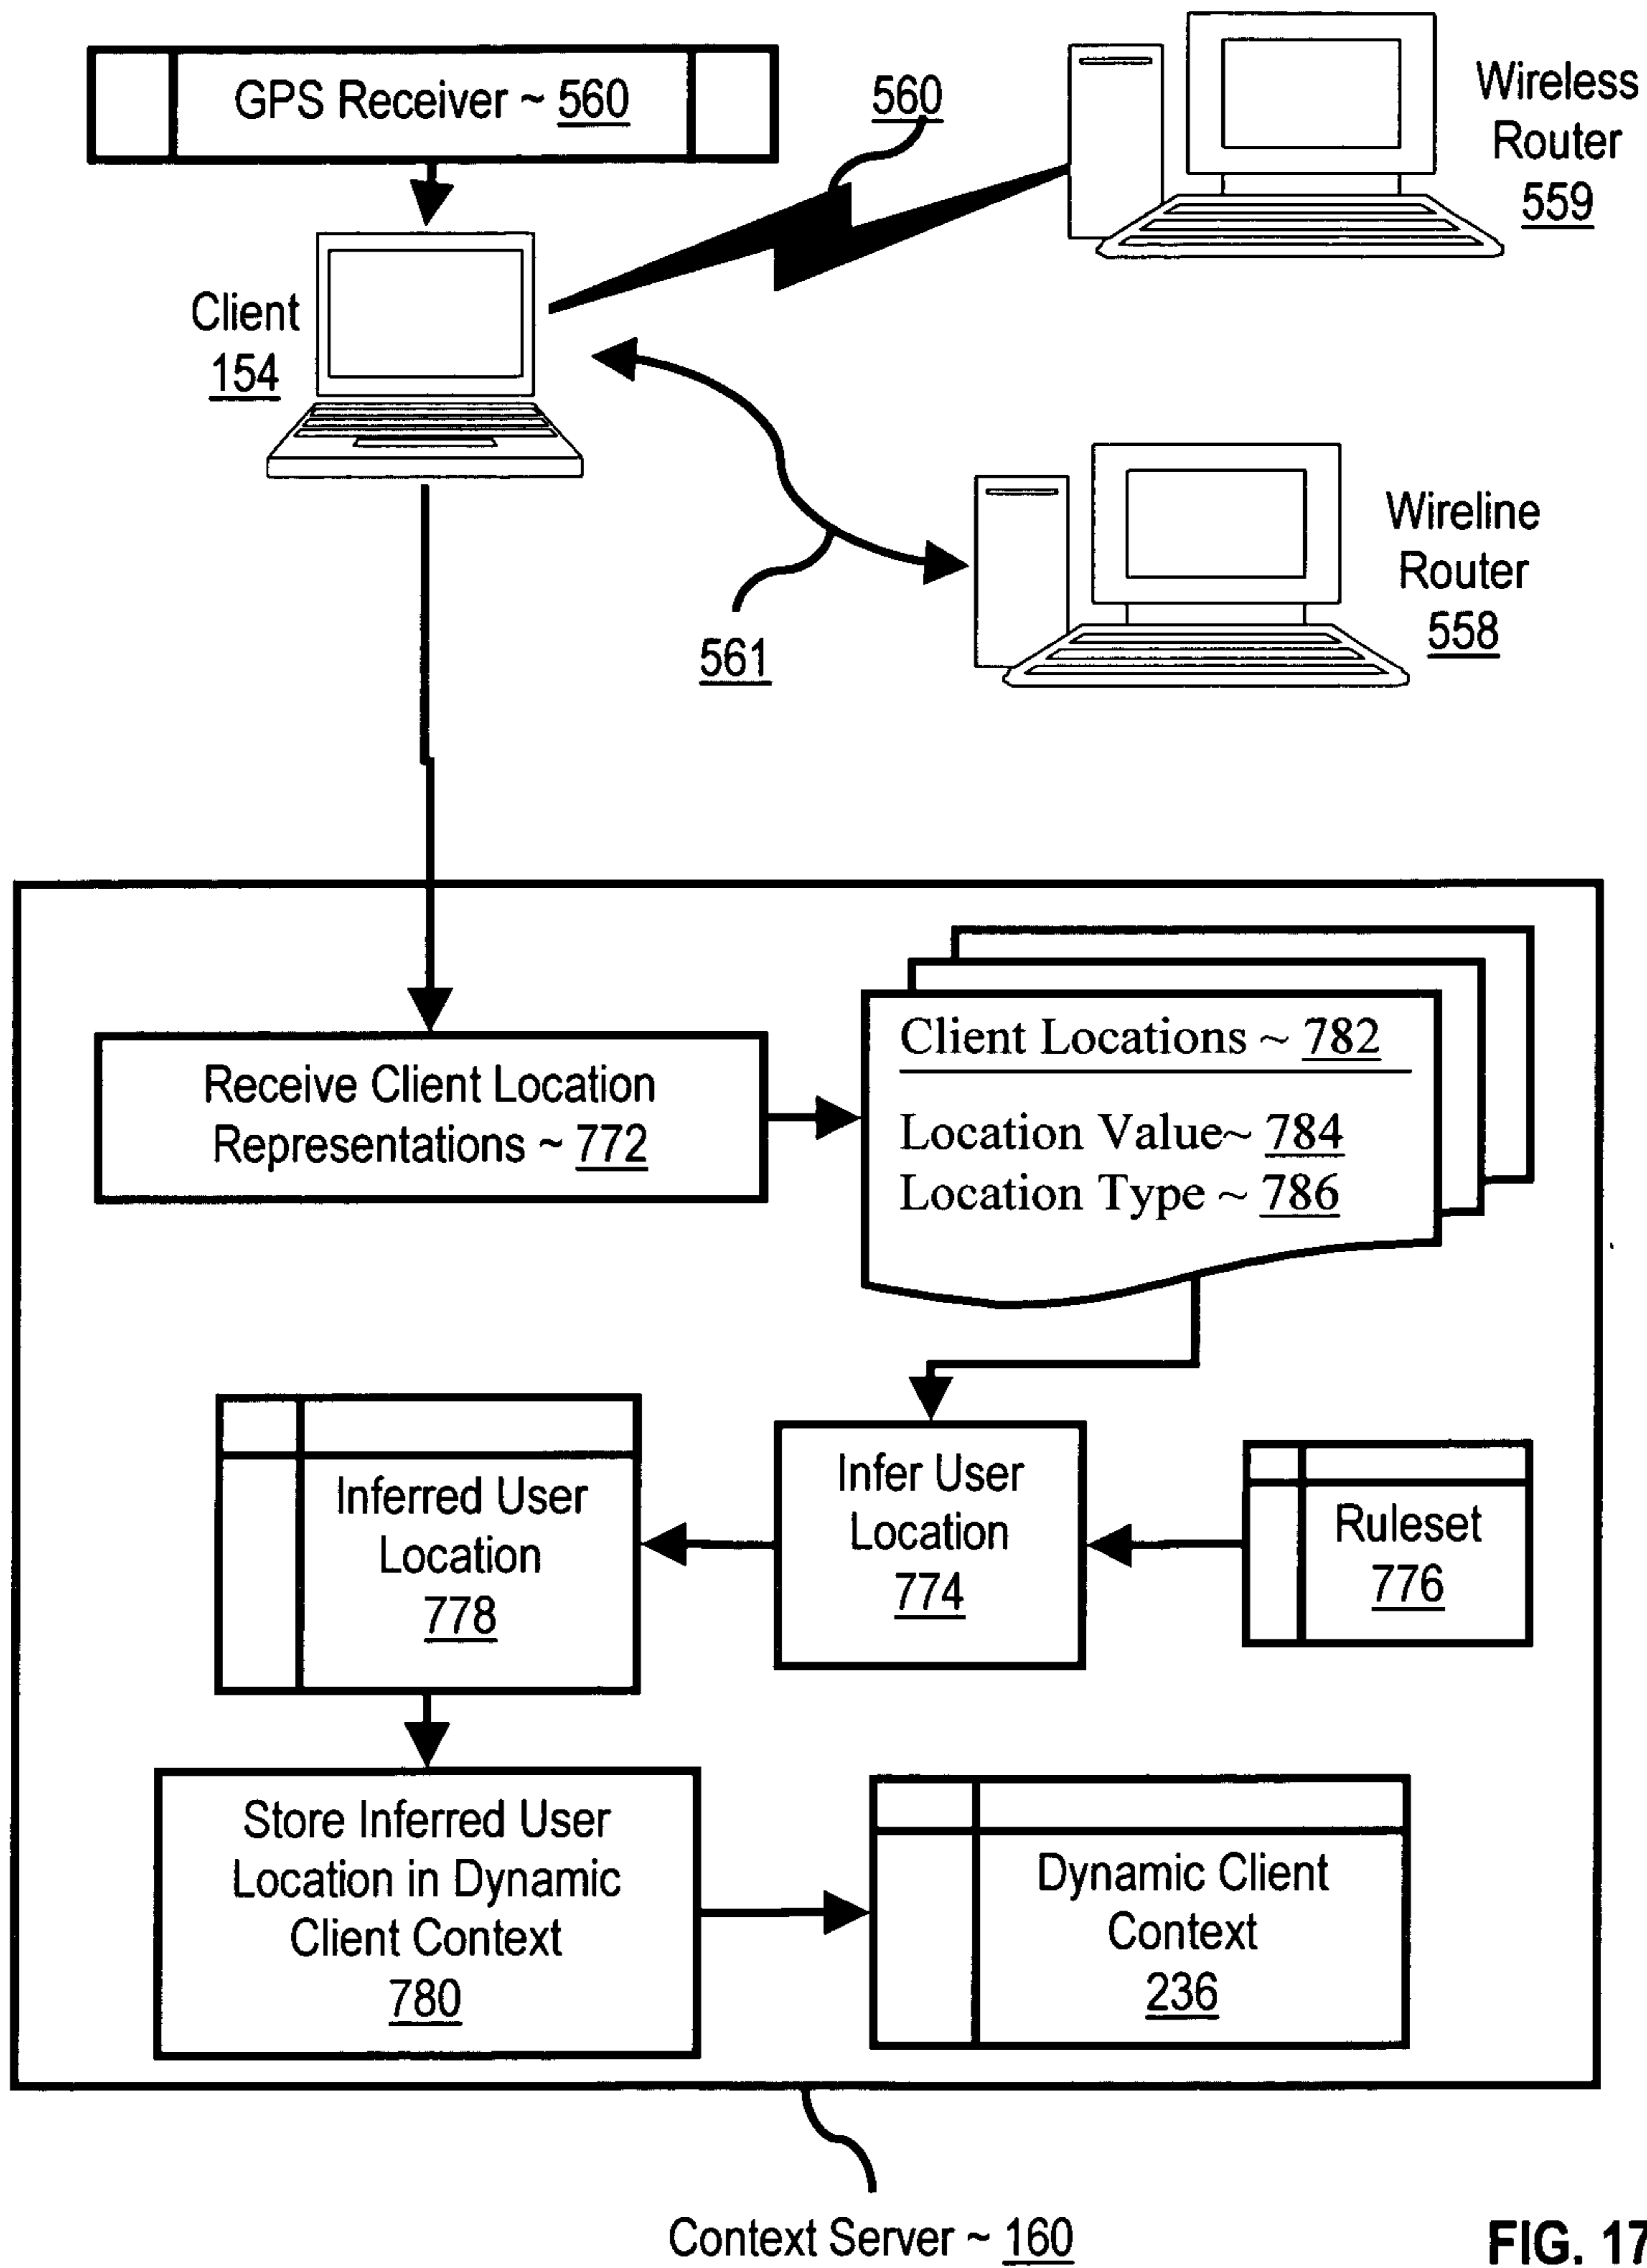 GPS Receiver ~ 560
560
Wireless
Router
559
Client
154
Wireline
Router
558
561
Client Locations ~ 782
Receive Client Location
Representations ~ 772
Location Value~ 784
Location Type ~ 786
Inferred User
Location
778
Infer User
Location
774
Ruleset
776
Store Inferred User
Location in Dynamic
Client Context
780
Dynamic Client
Context
236
Context Server ~ 160
FIG. 17